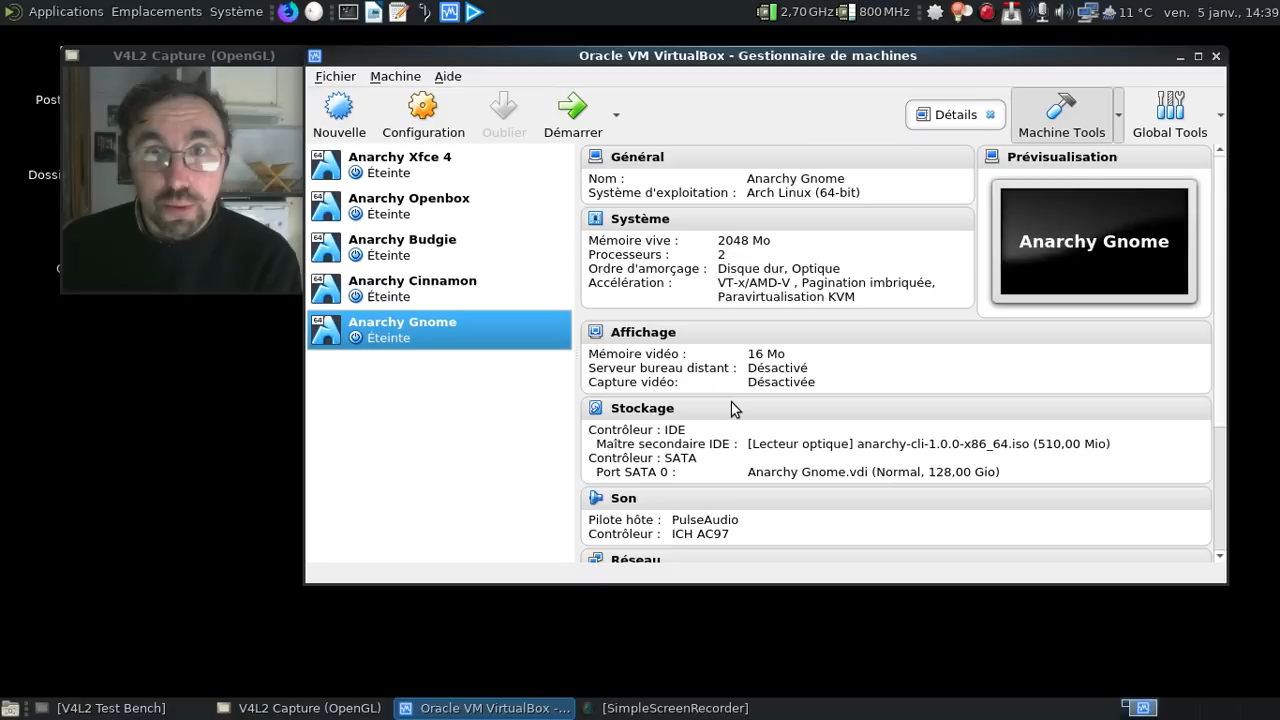 Applications Emplacements Système
2,70 GHz 800 MHz 11 °C ven. 5 janv., 14:39
V4L2 Capture (OpenGL)
Oracle VM VirtualBox - Gestionnaire de machines
Fichier Machine Aide
Nouvelle Configuration Oublier Démarrer
Détails
Machine Tools
Global Tools
Post
Doss
64 Anarchy Xfce 4
Éteinte
64 Anarchy Openbox
Éteinte
64 Anarchy Budgie
Éteinte
64 Anarchy Cinnamon
Éteinte
64 Anarchy Gnome
Éteinte
Général
Nom : Anarchy Gnome
Système d'exploitation : Arch Linux (64-bit)
Système
Mémoire vive : 2048 Mo
Processeurs : 2
Ordre d'amorçage : Disque dur, Optique
Accélération : VT-x/AMD-V , Pagination imbriquée,
Paravirtualisation KVM
Prévisualisation
Anarchy Gnome
Affichage
Mémoire vidéo : 16 Mo
Serveur bureau distant : Désactivé
Capture vidéo: Désactivée
Stockage
Contrôleur : IDE
Maître secondaire IDE : [Lecteur optique] anarchy-cli-1.0.0-x86_64.iso (510,00 Mio)
Contrôleur : SATA
Port SATA 0 : Anarchy Gnome.vdi (Normal, 128,00 Gio)
Son
Pilote hôte : PulseAudio
Contrôleur : ICH AC97
Réseau
[V4L2 Test Bench] V4L2 Capture (OpenGL) Oracle VM VirtualBox -... [SimpleScreenRecorder]